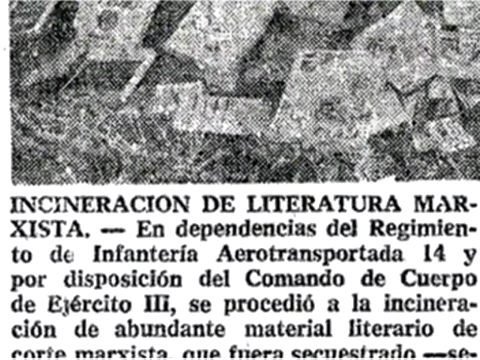 INCINERACION DE LITERATURA MAR-
XISTA. — En dependencias del Regimien-
to de Infantería Aerotransportada 14 y
por disposición del Comando de Cuerpo
de Ejército III, se procedió a la incinera-
ción de abundante material literario de
corte marxista, que fuera secuestrado —se-